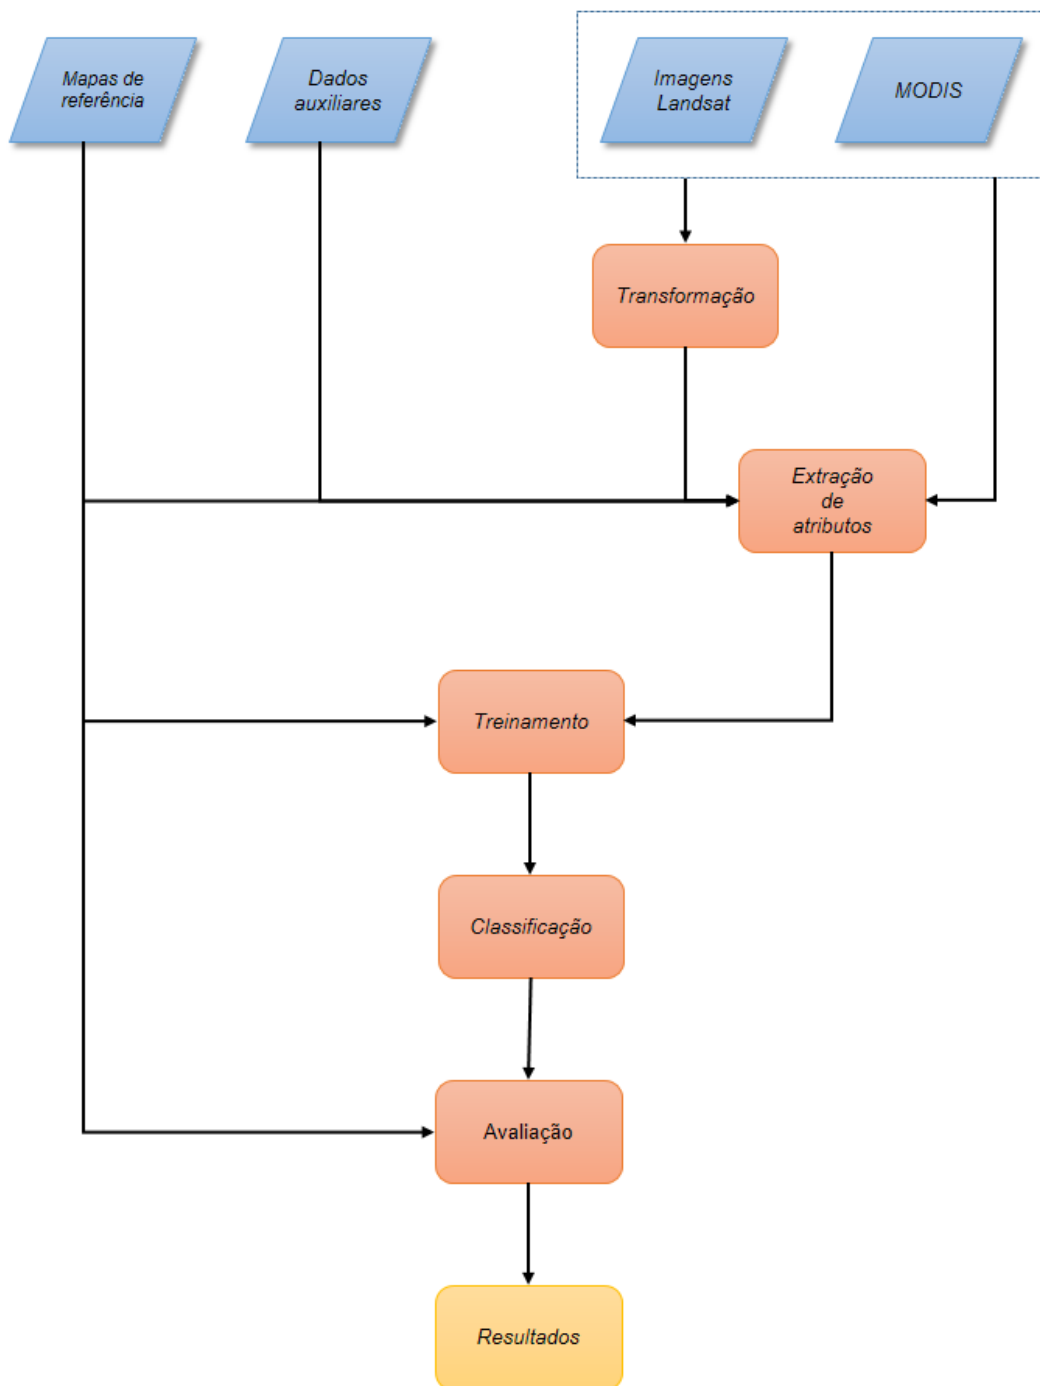 Mapas de
referência
Dados
auxiliares
Imagens
Landsat
MODIS
Transformação
Extração
de
atributos
Treinamento
Classificação
Avaliação
Resultados